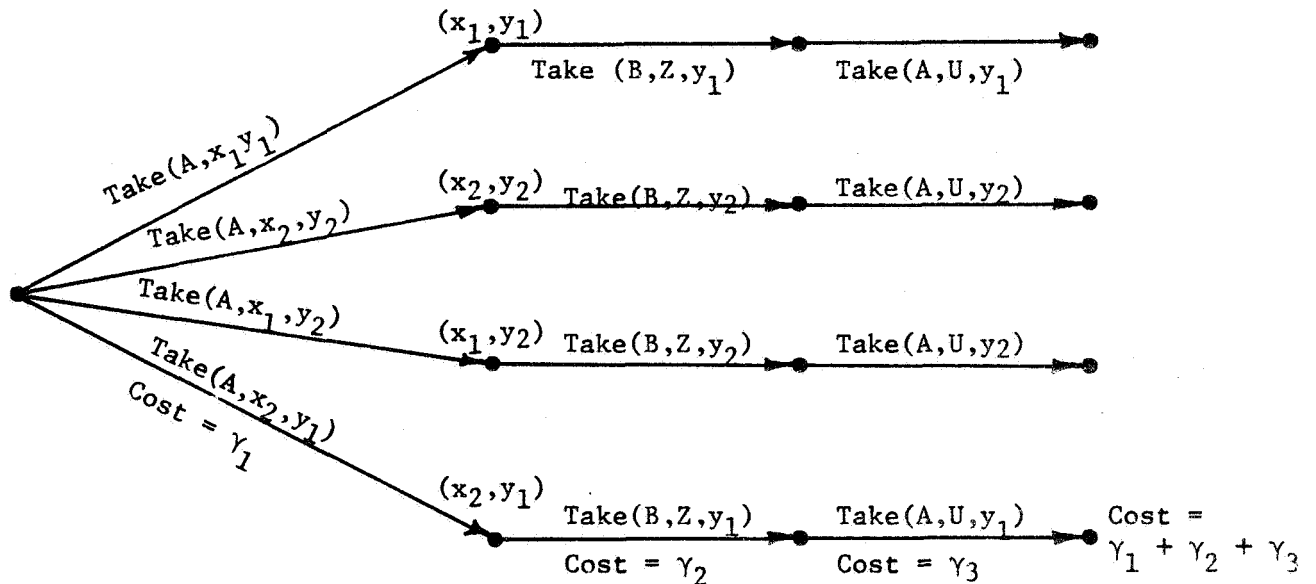 (x₁,y₁)
Take (B,Z,y₁)
Take(A,U,y₁)
Take(A,x₁y₁)
(x₂,y₂)
Take(B,Z,y₂)
Take(A,U,y₂)
Take(A,x₂,y₂)
Take(A,x₁,y₂)
(x₁,y₂)
Take(B,Z,y₂)
Take(A,U,y2)
Take(A,x₂,y₁)
Cost = γ₁
(x₂,y₁)
Take(B,Z,y₁)
Take(A,U,y₁)
Cost =
γ₁ + γ₂ + γ₃
Cost = γ₂
Cost = γ₃